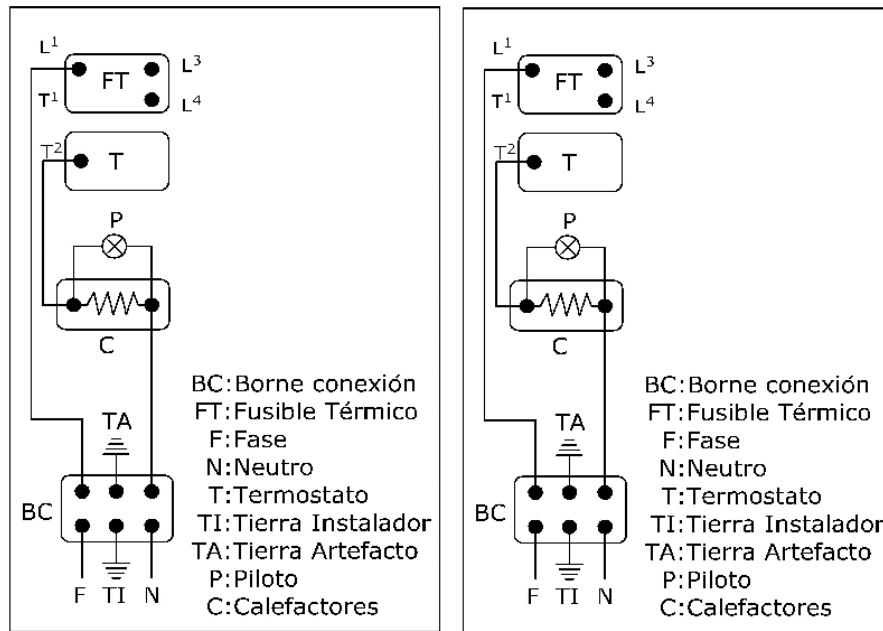 L¹
L³
FT
T¹
L⁴
T²
T
P
C
TA
BC
F TI N
BC:Borne conexión
FT:Fusible Térmico
F:Fase
N:Neutro
T:Termostato
TI:Tierra Instalador
TA:Tierra Artefacto
P:Piloto
C:Calefactores
L¹
L³
FT
T¹
L⁴
T²
T
P
C
TA
BC
F TI N
BC:Borne conexión
FT:Fusible Térmico
F:Fase
N:Neutro
T:Termostato
TI:Tierra Instalador
TA:Tierra Artefacto
P:Piloto
C:Calefactores